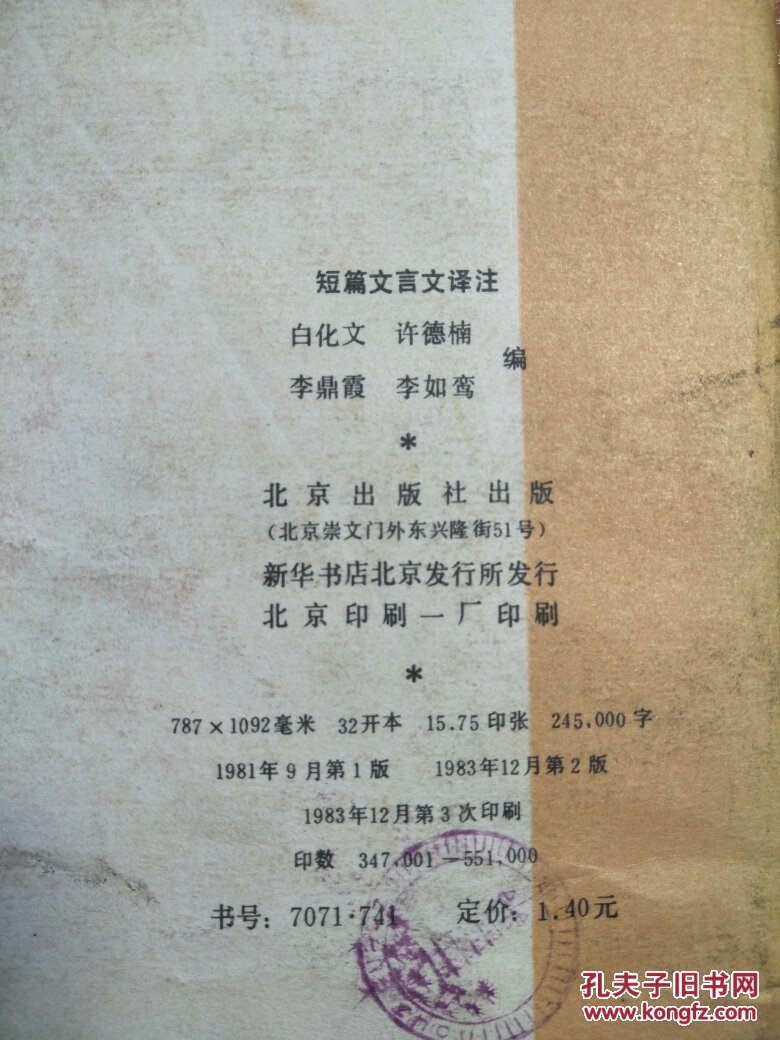 短篇文言文译注
白化文 许德楠
李鼎霞 李如鸾
编
*
北京出版社出版
(北京崇文门外东兴隆街51号)
新华书店北京发行所发行
北京印刷一厂印刷
*
787×1092毫米 32开本 15.75印张 245,000字
1981年9月第1版 1983年12月第2版
1983年12月第3次印刷
印数 347,001—551,000
书号：7071·741 定价：1.40元
孔夫子旧书网
www.kongfz.com